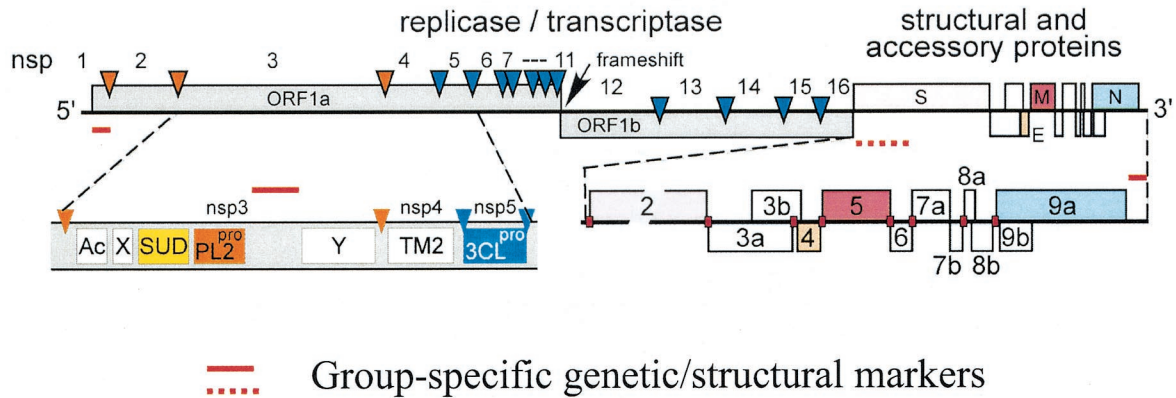 replicase / transcriptase
structural and
accessory proteins
nsp 1 2 3 4 5 6 7 --- 11 frameshift 12 13 14 15 16
5' ORF1a ORF1b S E M N 3'
nsp3 nsp4 nsp5
Ac X SUD PL2pro Y TM2 3CLpro
2 3a 3b 4 5 6 7a 7b 8a 8b 9a 9b
Group-specific genetic/structural markers